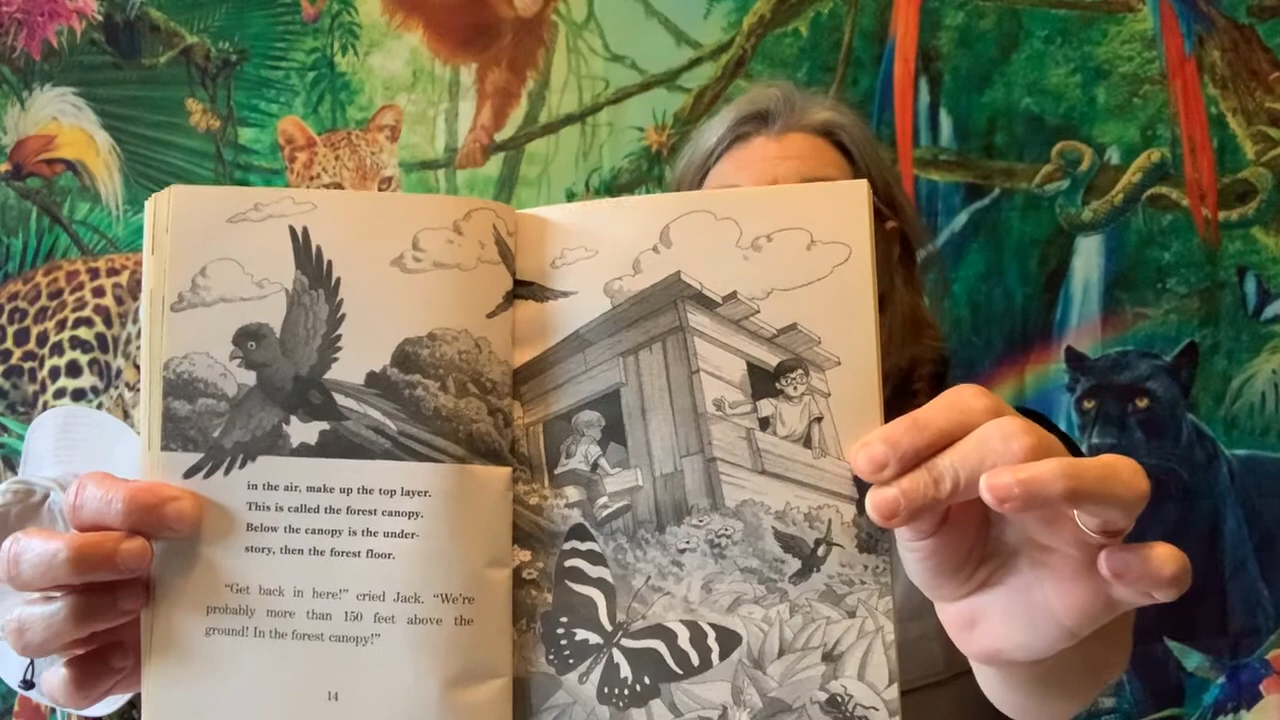 in the air, make up the top layer.
This is called the forest canopy.
Below the canopy is the under-
story, then the forest floor.
“Get back in here!” cried Jack. “We’re
probably more than 150 feet above the
ground! In the forest canopy!”
14